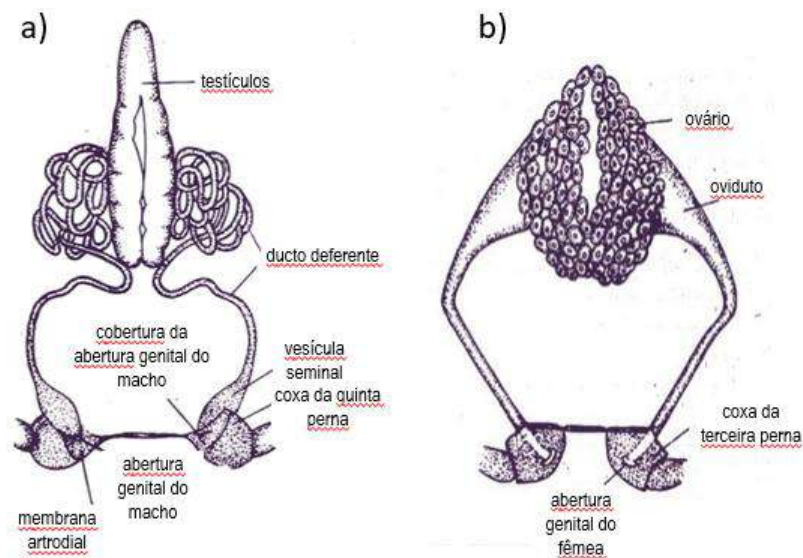 a)
testículos
ducto deferente
cobertura da
abertura genital do
macho
vesícula
seminal
coxa da quinta
perna
abertura
genital do
macho
membrana
artrodial
b)
ovário
oviduto
coxa da
terceira perna
abertura
genital do
fêmea